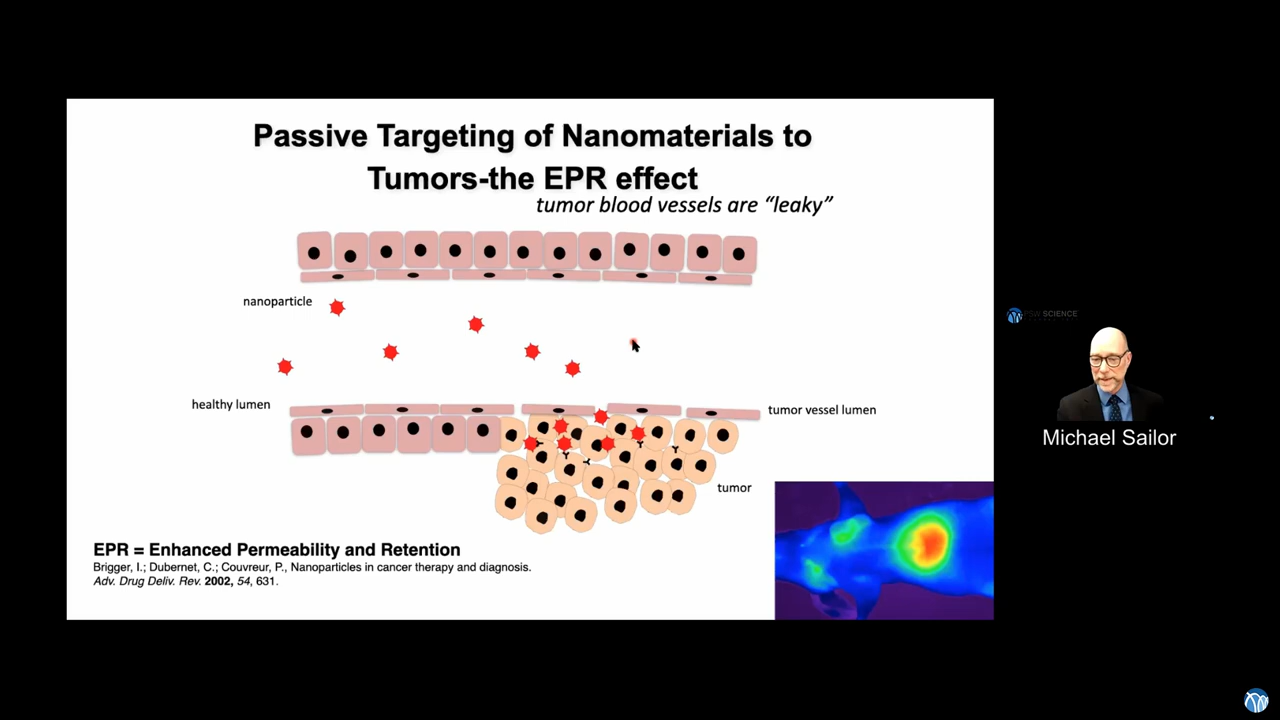 Passive Targeting of Nanomaterials to
Tumors-the EPR effect
tumor blood vessels are “leaky”
nanoparticle
healthy lumen
tumor vessel lumen
tumor
EPR = Enhanced Permeability and Retention
Brigger, I.; Dubernet, C.; Couvreur, P., Nanoparticles in cancer therapy and diagnosis.
Adv. Drug Deliv. Rev. 2002, 54, 631.
PSW SCIENCE
Michael Sailor